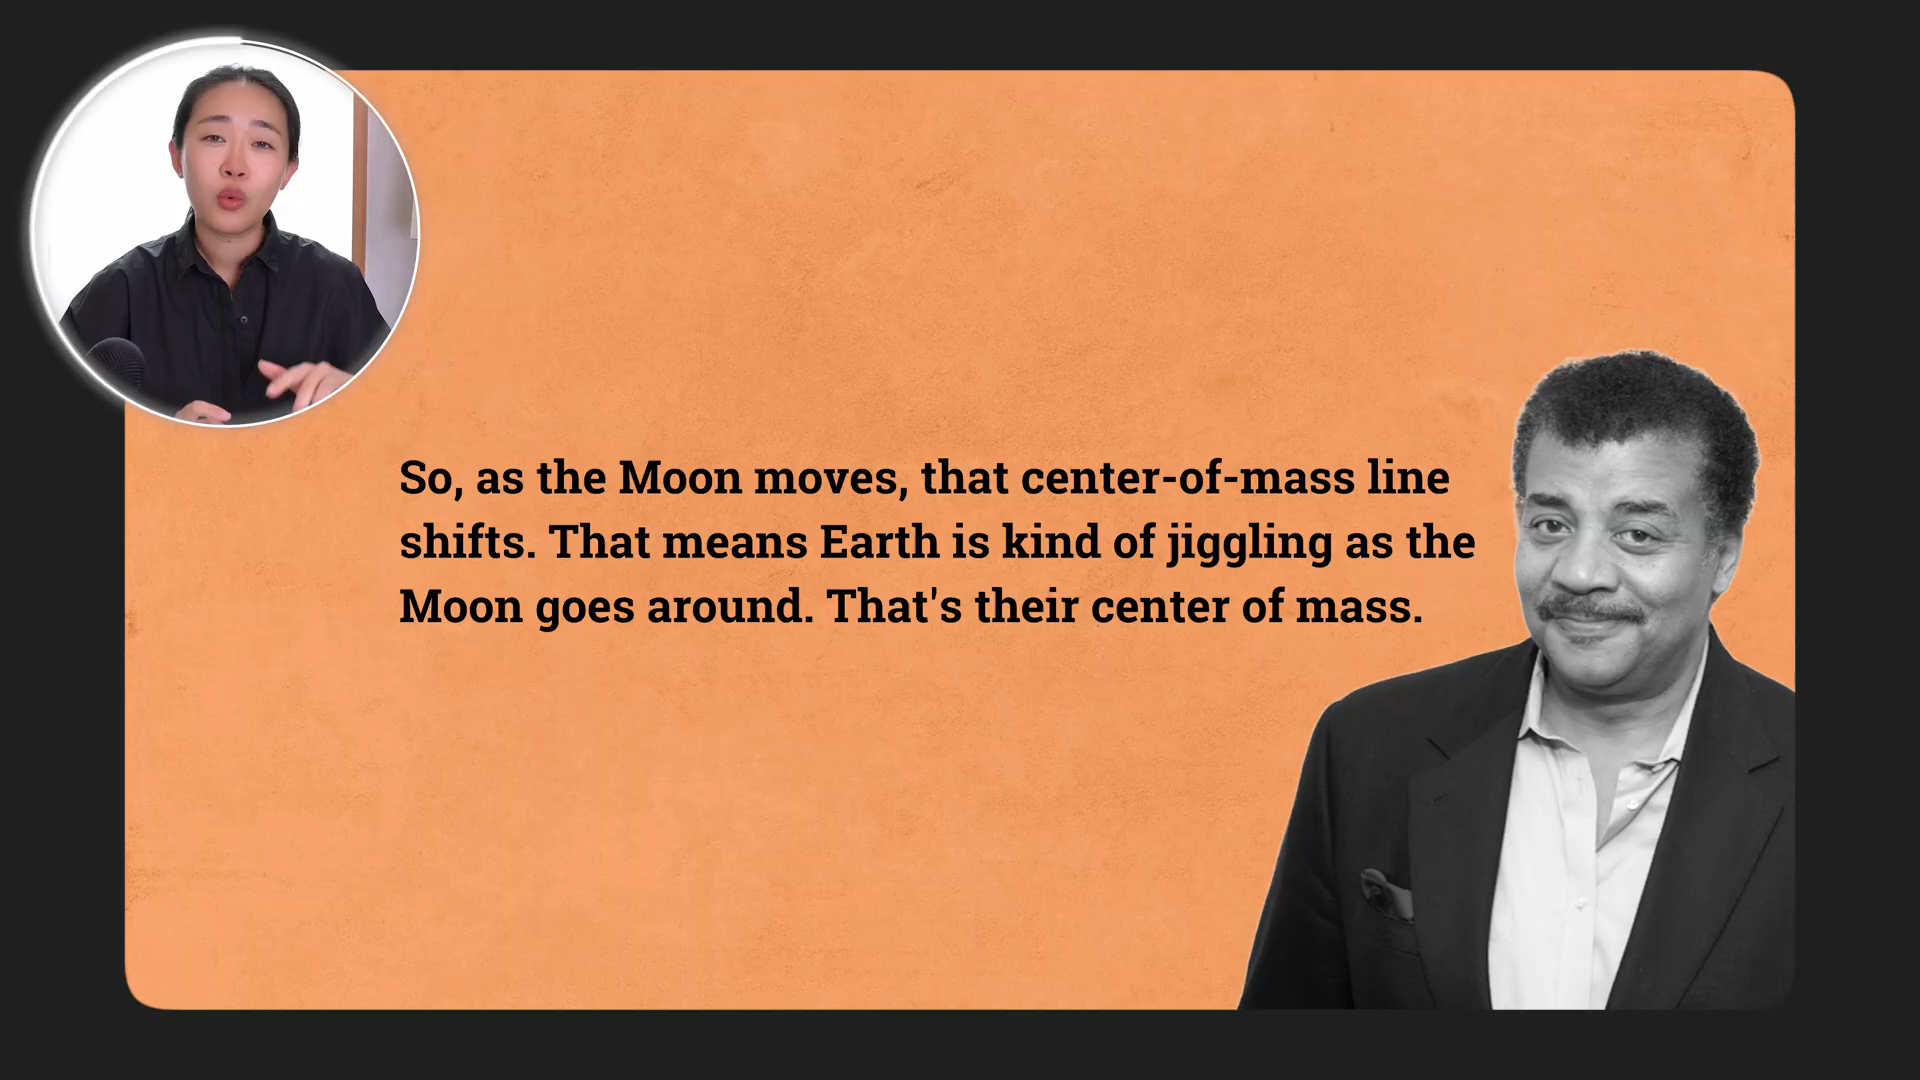 So, as the Moon moves, that center-of-mass line
shifts. That means Earth is kind of jiggling as the
Moon goes around. That's their center of mass.